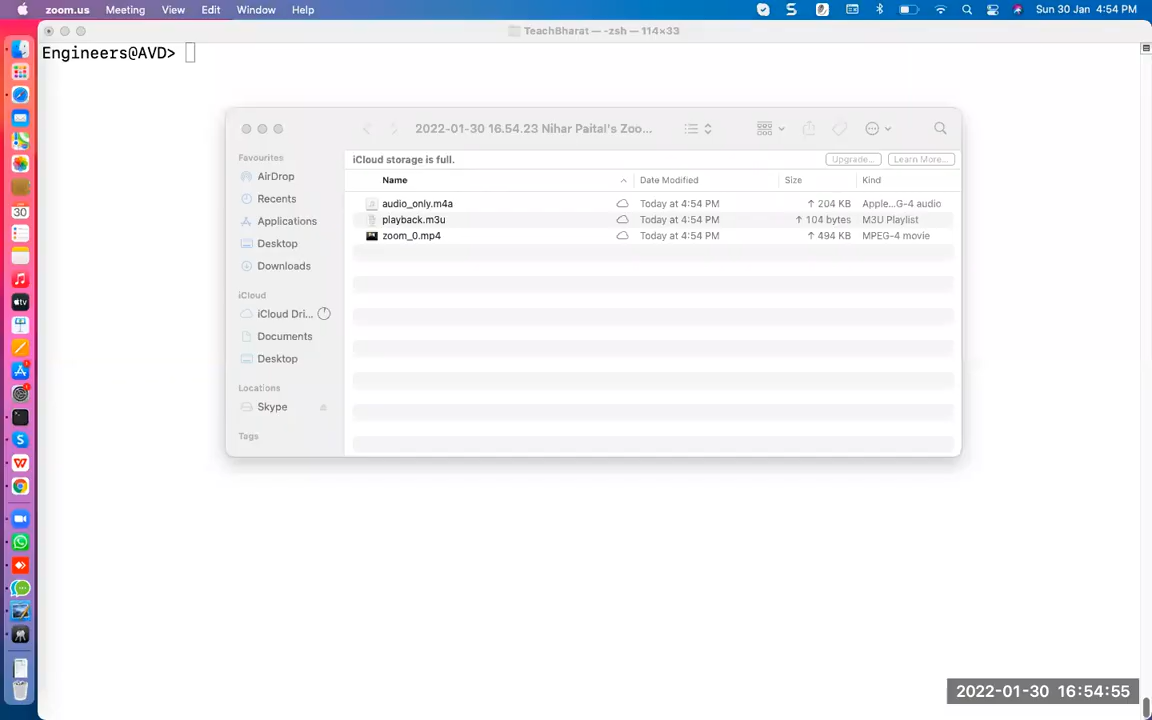 zoom.us Meeting View Edit Window Help Sun 30 Jan 4:54 PM
TeachBharat — -zsh — 114×33
Engineers@AVD>
2022-01-30 16.54.23 Nihar Paital's Zoo...
Favourites
AirDrop
Recents
Applications
Desktop
Downloads
iCloud
iCloud Dri...
Documents
Desktop
Locations
Skype
Tags
iCloud storage is full. Upgrade... Learn More...
Name Date Modified Size Kind
audio_only.m4a Today at 4:54 PM ↑ 204 KB Apple...G-4 audio
playback.m3u Today at 4:54 PM ↑ 104 bytes M3U Playlist
zoom_0.mp4 Today at 4:54 PM ↑ 494 KB MPEG-4 movie
30
tv
2022-01-30 16:54:55